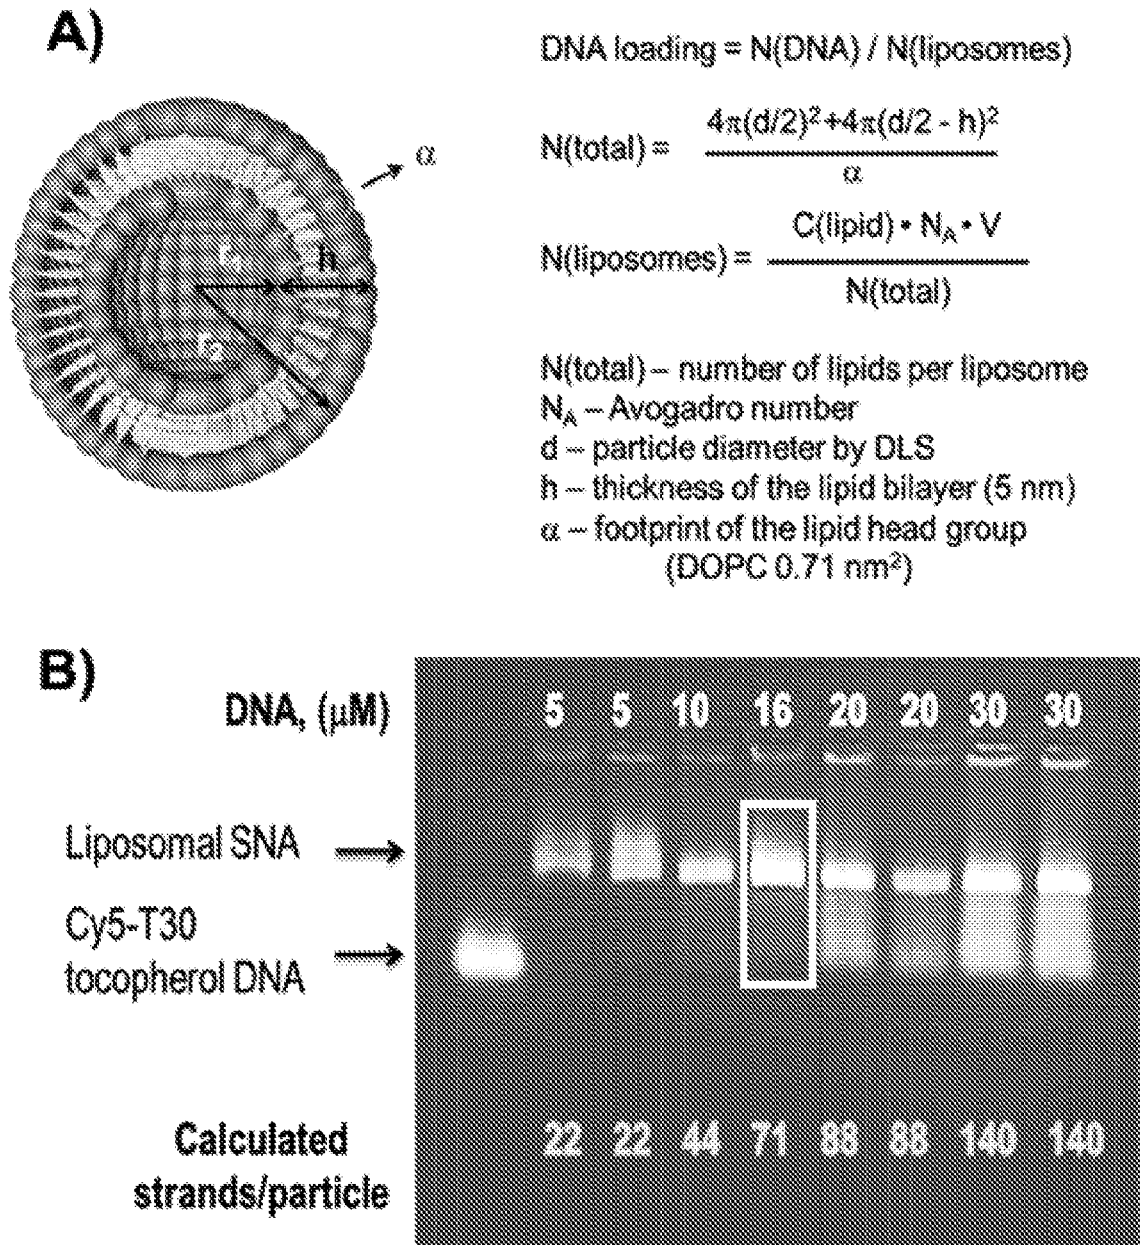 A)
DNA loading = N(DNA) / N(liposomes)
N(total) = 4π(d/2)²+4π(d/2 - h)²
α
N(liposomes) = C(lipid) • N_A • V
N(total)
α
r₁
h
r₂
N(total) – number of lipids per liposome
N_A – Avogadro number
d – particle diameter by DLS
h – thickness of the lipid bilayer (5 nm)
α – footprint of the lipid head group
(DOPC 0.71 nm²)
B)
DNA, (μM) 5 5 10 16 20 20 30 30
Liposomal SNA
Cy5-T30
tocopherol DNA
Calculated
strands/particle 22 22 44 71 88 88 140 140